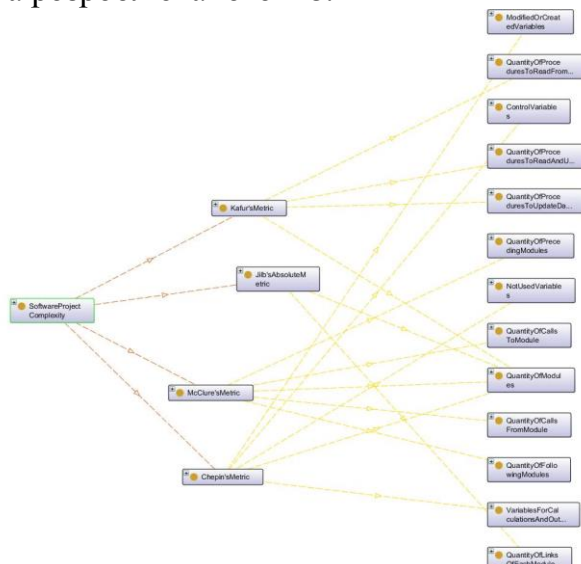 ModifiedOrCreat
edVariables
QuantityOfProce
duresToReadFrom...
ControlVariable
s
QuantityOfProce
duresToReadAndU...
Kafur'sMetric
QuantityOfProce
duresToUpdateDa...
QuantityOfPrece
dingModules
Jilb'sAbsoluteM
etric
NotUsedVariable
s
SoftwareProject
Complexity
QuantityOfCalls
ToModule
QuantityOfModul
es
McClure'sMetric
QuantityOfCalls
FromModule
QuantityOfFollo
wingModules
Chepin'sMetric
VariablesForCal
culationsAndOut...
QuantityOfLinks